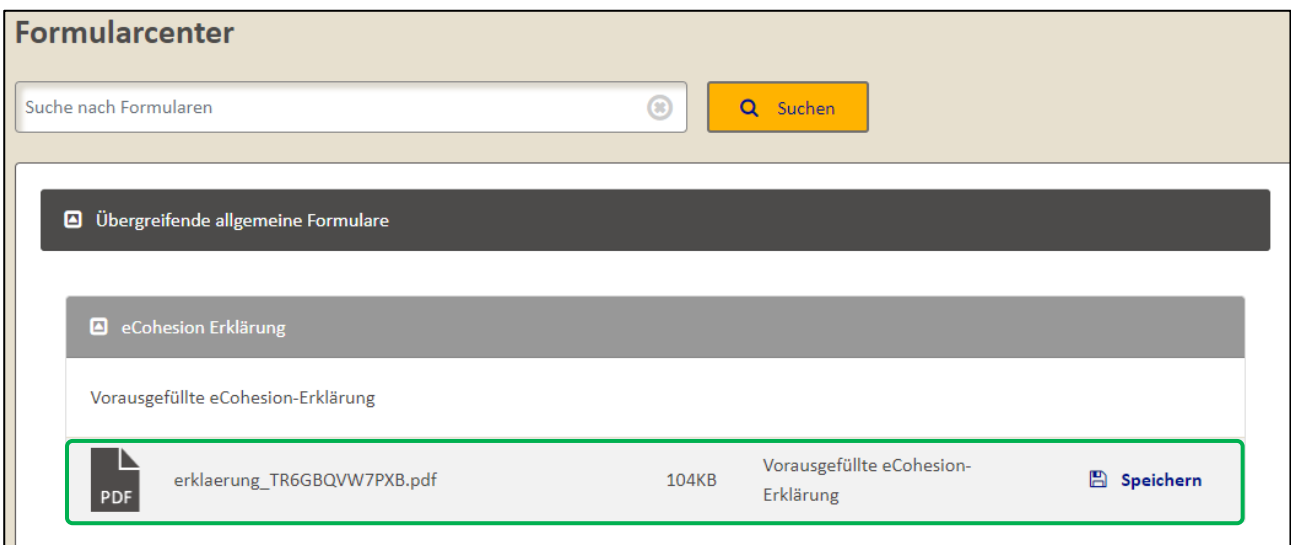 Formularcenter
Suche nach Formularen
Suchen
Übergreifende allgemeine Formulare
eCohesion Erklärung
Vorausgefüllte eCohesion-Erklärung
PDF erklaerung_TR6GBQVW7PXB.pdf 104KB Vorausgefüllte eCohesion-
Erklärung
Speichern